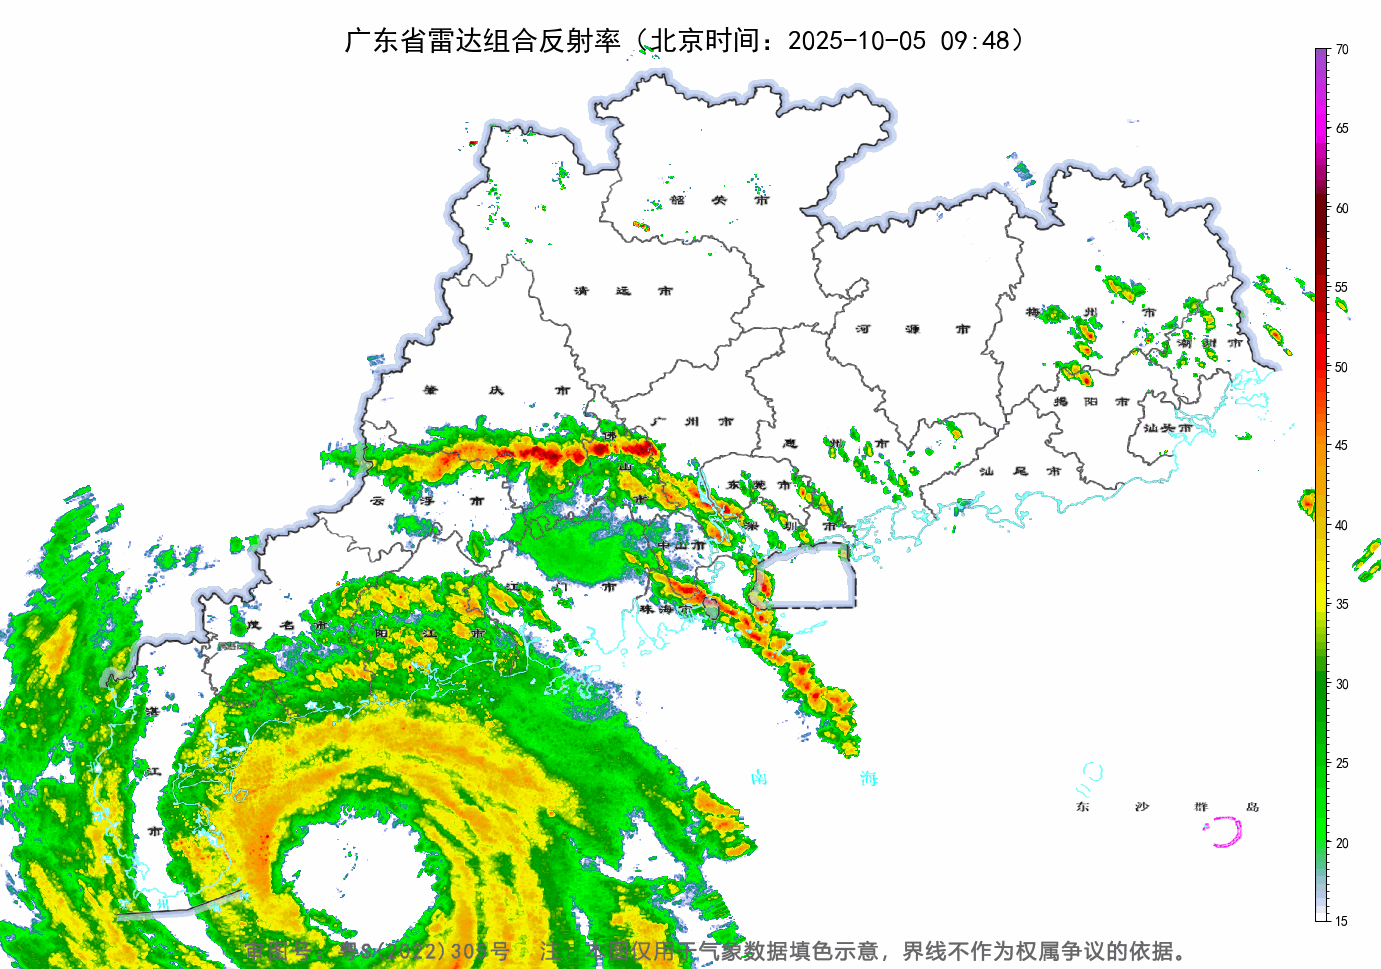 广东省雷达组合反射率（北京时间：2025-10-05 09:48）
70
65
60
55
50
45
40
35
30
25
20
15
韶关市
清远市
河源市
梅州市
潮州市
肇庆市
广州市
揭阳市
汕头市
惠州市
佛山市
汕尾市
云浮市
东莞市
深圳市
中山市
江门市
珠海市
茂名市
阳江市
湛江市
南海
东沙群岛
州
审图号：粤S(2022)308号 注：本图仅用于气象数据填色示意，界线不作为权属争议的依据。